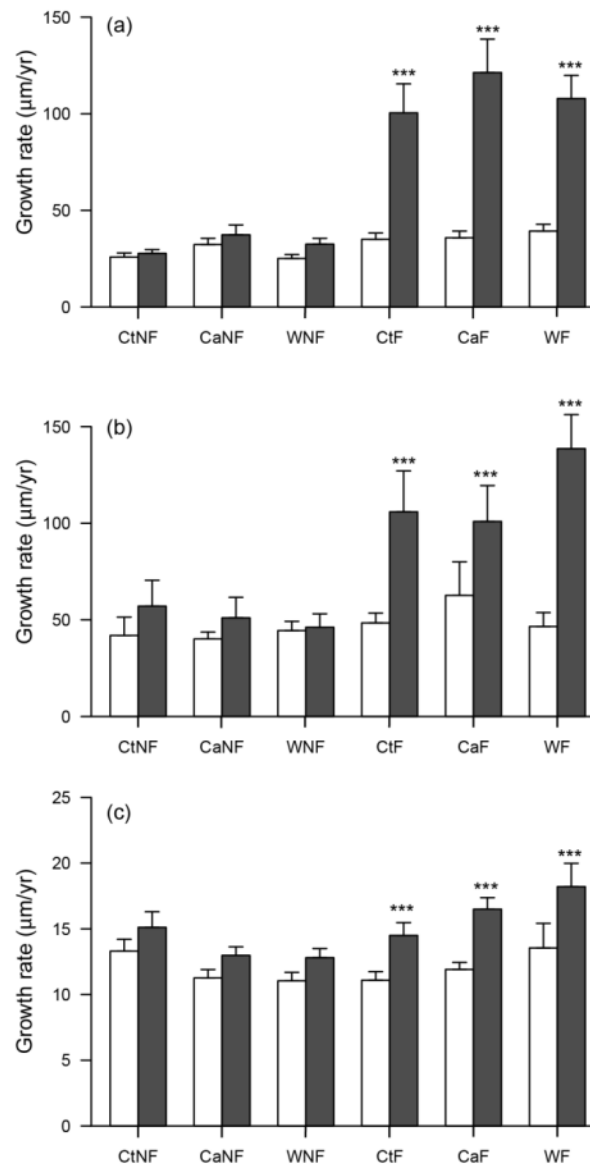 (a)
Growth rate (µm/yr)
150
100
50
0
***
***
***
CtNF
CaNF
WNF
CtF
CaF
WF
(b)
Growth rate (µm/yr)
150
100
50
0
***
***
***
CtNF
CaNF
WNF
CtF
CaF
WF
(c)
Growth rate (µm/yr)
25
20
15
10
5
0
***
***
***
CtNF
CaNF
WNF
CtF
CaF
WF